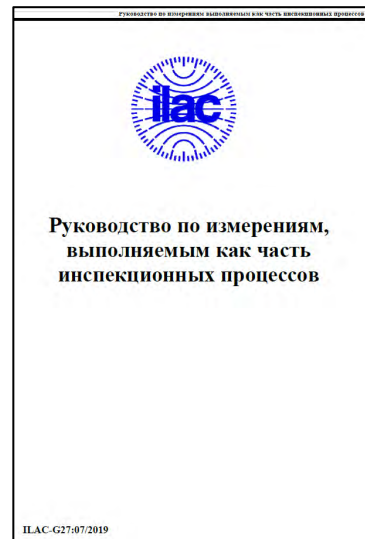 Руководство по измерениям выполняемым как часть инспекционных процессов
ilac
Руководство по измерениям,
выполняемым как часть
инспекционных процессов
ILAC-G27:07/2019